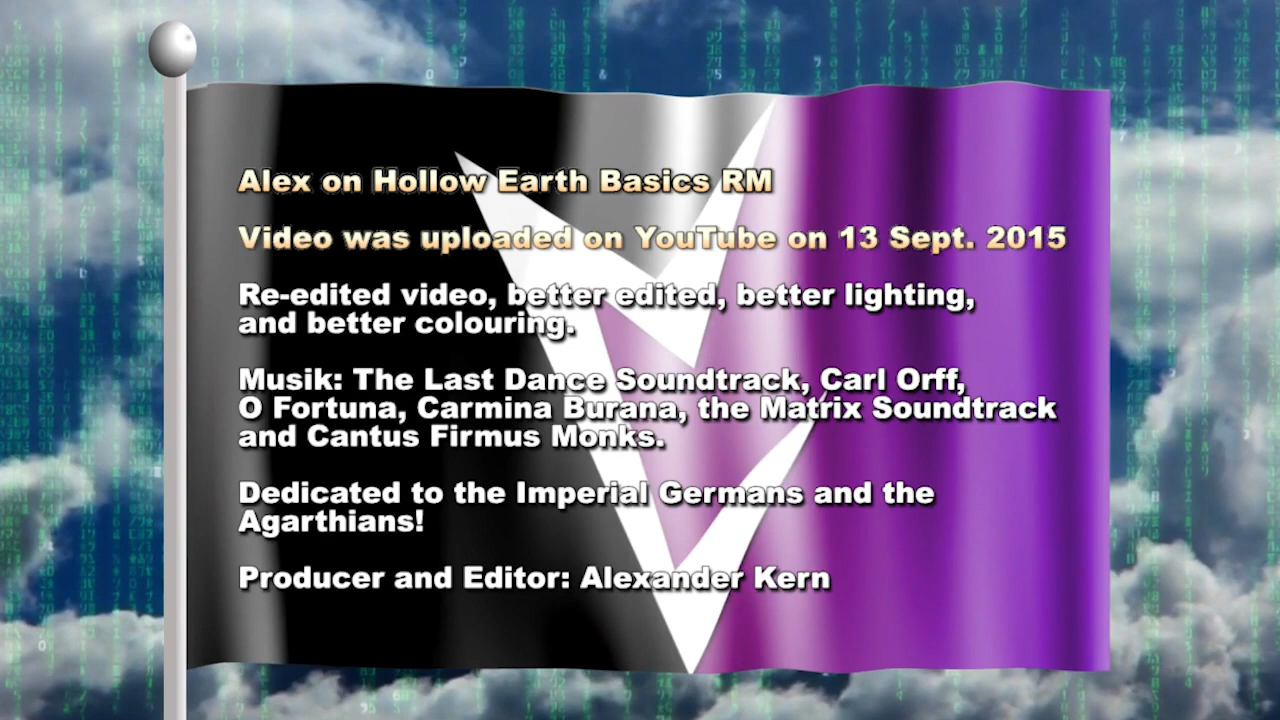 Alex on Hollow Earth Basics RM
Video was uploaded on YouTube on 13 Sept. 2015
Re-edited video, better edited, better lighting,
and better colouring.
Musik: The Last Dance Soundtrack, Carl Orff,
O Fortuna, Carmina Burana, the Matrix Soundtrack
and Cantus Firmus Monks.
Dedicated to the Imperial Germans and the
Agarthians!
Producer and Editor: Alexander Kern